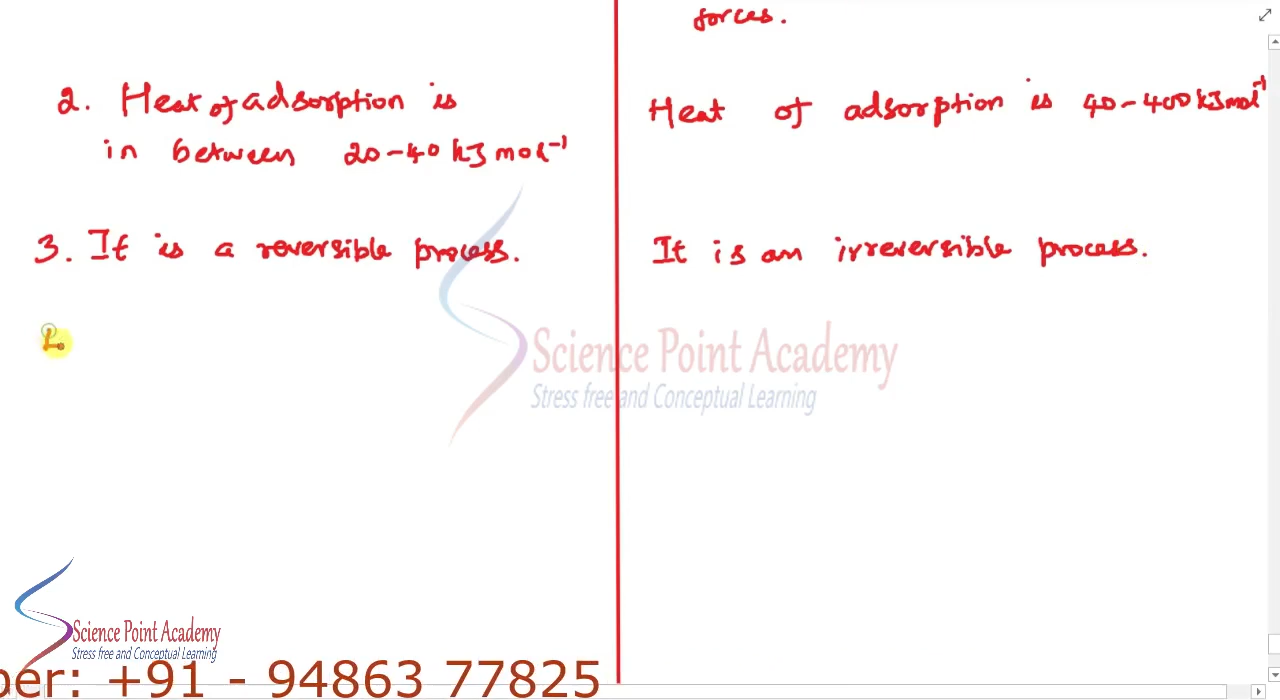 forces.
2. Heat of adsorption is
in between 20-40 kJ mol⁻¹
Heat of adsorption is 40-400 kJ mol⁻¹
3. It is a reversible process.
It is an irreversible process.
Science Point Academy
Stress free and Conceptual Learning
Science Point Academy
Stress free and Conceptual Learning
ber: +91 - 94863 77825